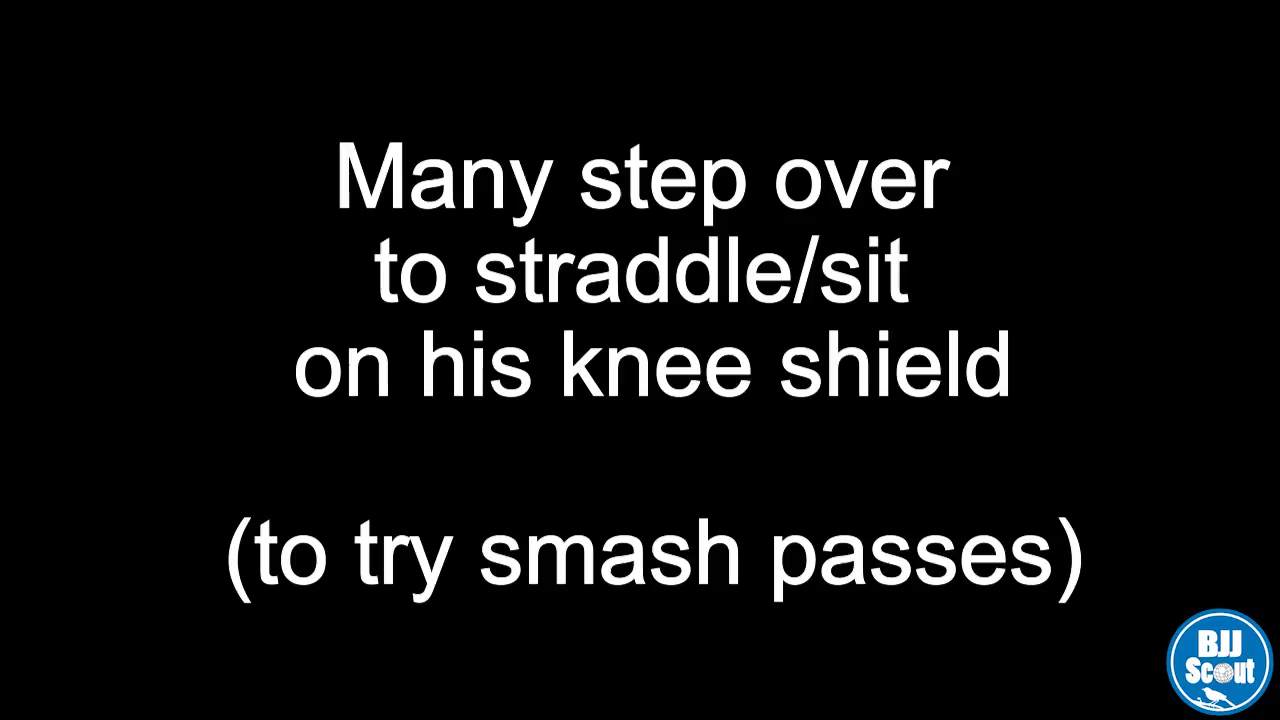 Many step over
to straddle/sit
on his knee shield
(to try smash passes)
BJJ
Scout